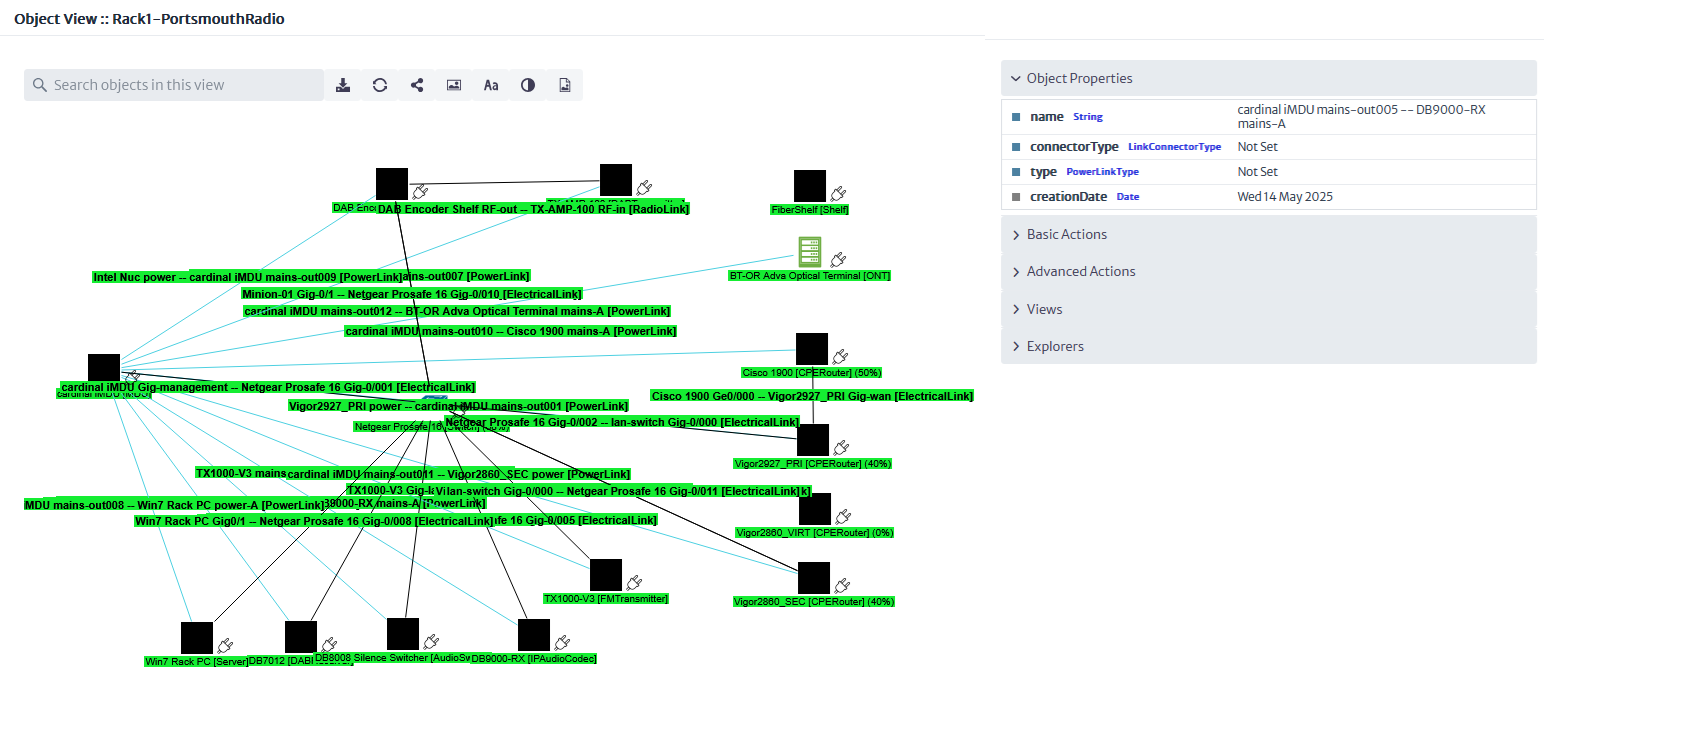 Object View :: Rack1-PortsmouthRadio
Search objects in this view
Aa
DAB Encoder Shelf RF-out -- TX-AMP-100 RF-in [RadioLink]
FiberShelf [Shelf]
BT-OR Adva Optical Terminal [ONT]
Intel Nuc power -- cardinal iMDU mains-out009 [PowerLink]
ains-out007 [PowerLink]
Minion-01 Gig-0/1 -- Netgear Prosafe 16 Gig-0/010 [ElectricalLink]
cardinal iMDU mains-out012 -- BT-OR Adva Optical Terminal mains-A [PowerLink]
cardinal iMDU mains-out010 -- Cisco 1900 mains-A [PowerLink]
Cisco 1900 [CPERouter] (50%)
cardinal iMDU Gig-management -- Netgear Prosafe 16 Gig-0/001 [ElectricalLink]
cardinal iMDU [IMDU]
Cisco 1900 Ge0/000 -- Vigor2927_PRI Gig-wan [ElectricalLink]
Vigor2927_PRI power -- cardinal iMDU mains-out001 [PowerLink]
Netgear Prosafe 16 Gig-0/002 -- lan-switch Gig-0/000 [ElectricalLink]
Netgear Prosafe 16 [Switch]
Vigor2927_PRI [CPERouter] (40%)
TX1000-V3 mains
cardinal iMDU mains-out011 -- Vigor2860_SEC power [PowerLink]
TX1000-V3 Gig-l
lan-switch Gig-0/000 -- Netgear Prosafe 16 Gig-0/011 [ElectricalLink]
MDU mains-out008 -- Win7 Rack PC power-A [PowerLink]
B9000-RX mains-A [PowerLink]
Win7 Rack PC Gig0/1 -- Netgear Prosafe 16 Gig-0/008 [ElectricalLink]
afe 16 Gig-0/005 [ElectricalLink]
Vigor2860_VIRT [CPERouter] (0%)
TX1000-V3 [FMTransmitter]
Vigor2860_SEC [CPERouter] (40%)
Win7 Rack PC [Server]
DB7012 [DAB
DB8008 Silence Switcher [AudioSw
DB9000-RX [IPAudioCodec]
Object Properties
name String cardinal iMDU mains-out005 -- DB9000-RX
mains-A
connectorType LinkConnectorType Not Set
type PowerLinkType Not Set
creationDate Date Wed 14 May 2025
Basic Actions
Advanced Actions
Views
Explorers